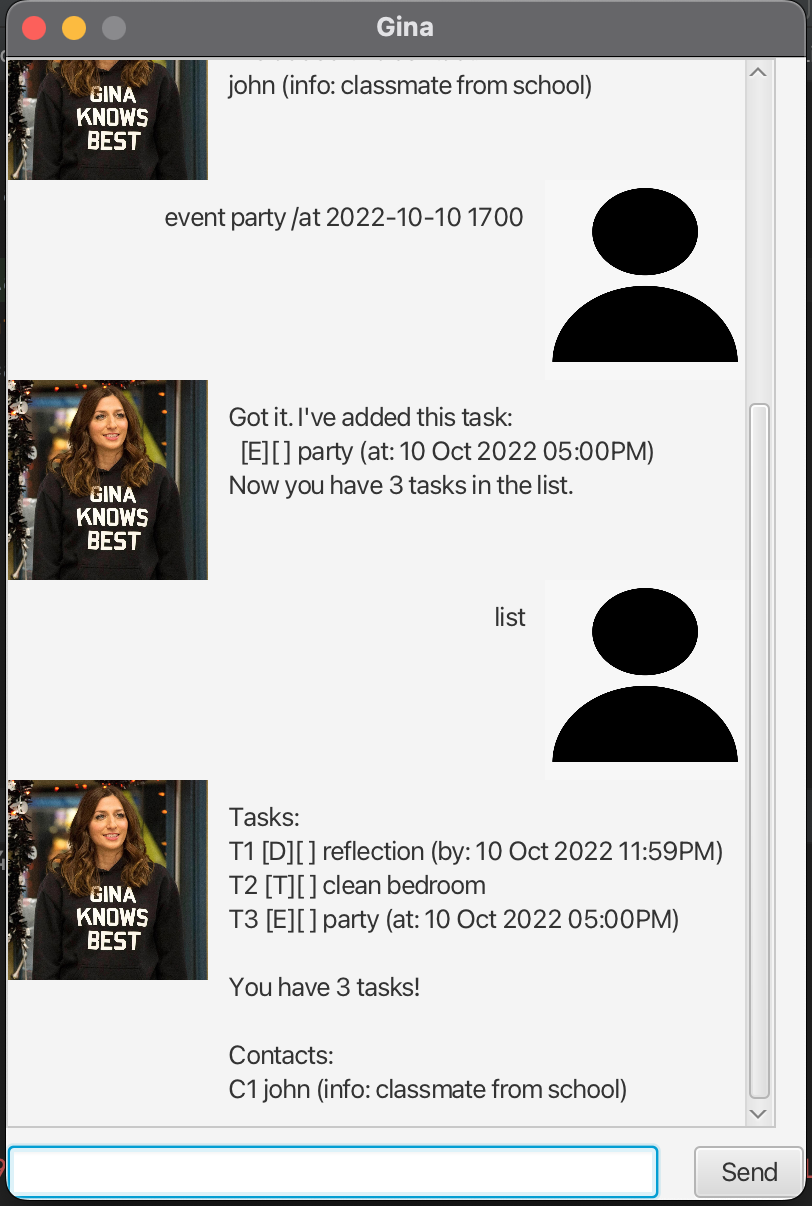 Gina
GINA
KNOWS
BEST
john (info: classmate from school)
event party /at 2022-10-10 1700
GINA
KNOWS
BEST
Got it. I've added this task:
[E][ ] party (at: 10 Oct 2022 05:00PM)
Now you have 3 tasks in the list.
list
GINA
KNOWS
BEST
Tasks:
T1 [D][ ] reflection (by: 10 Oct 2022 11:59PM)
T2 [T][ ] clean bedroom
T3 [E][ ] party (at: 10 Oct 2022 05:00PM)
You have 3 tasks!
Contacts:
C1 john (info: classmate from school)
Send